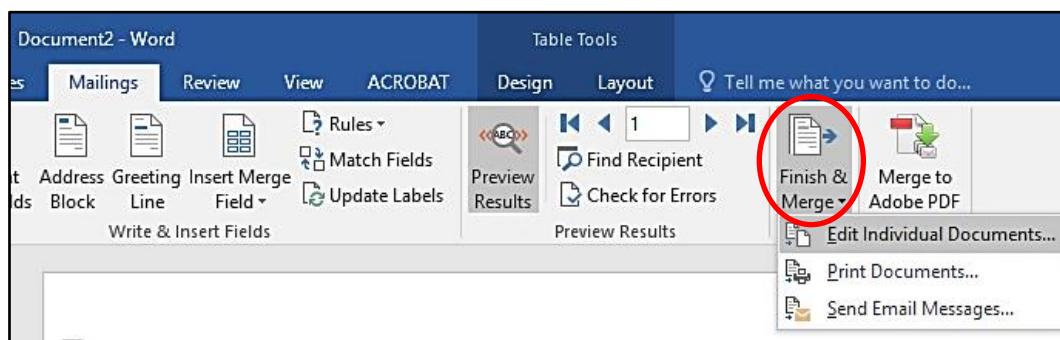 Document2 - Word
Table Tools
es Mailings Review View ACROBAT Design Layout Tell me what you want to do...
Address Block
Greeting Line
Insert Merge Field
Rules
Match Fields
Update Labels
Write & Insert Fields
«ABC»
Preview Results
1
Find Recipient
Check for Errors
Preview Results
Finish & Merge
Merge to Adobe PDF
Edit Individual Documents...
Print Documents...
Send Email Messages...